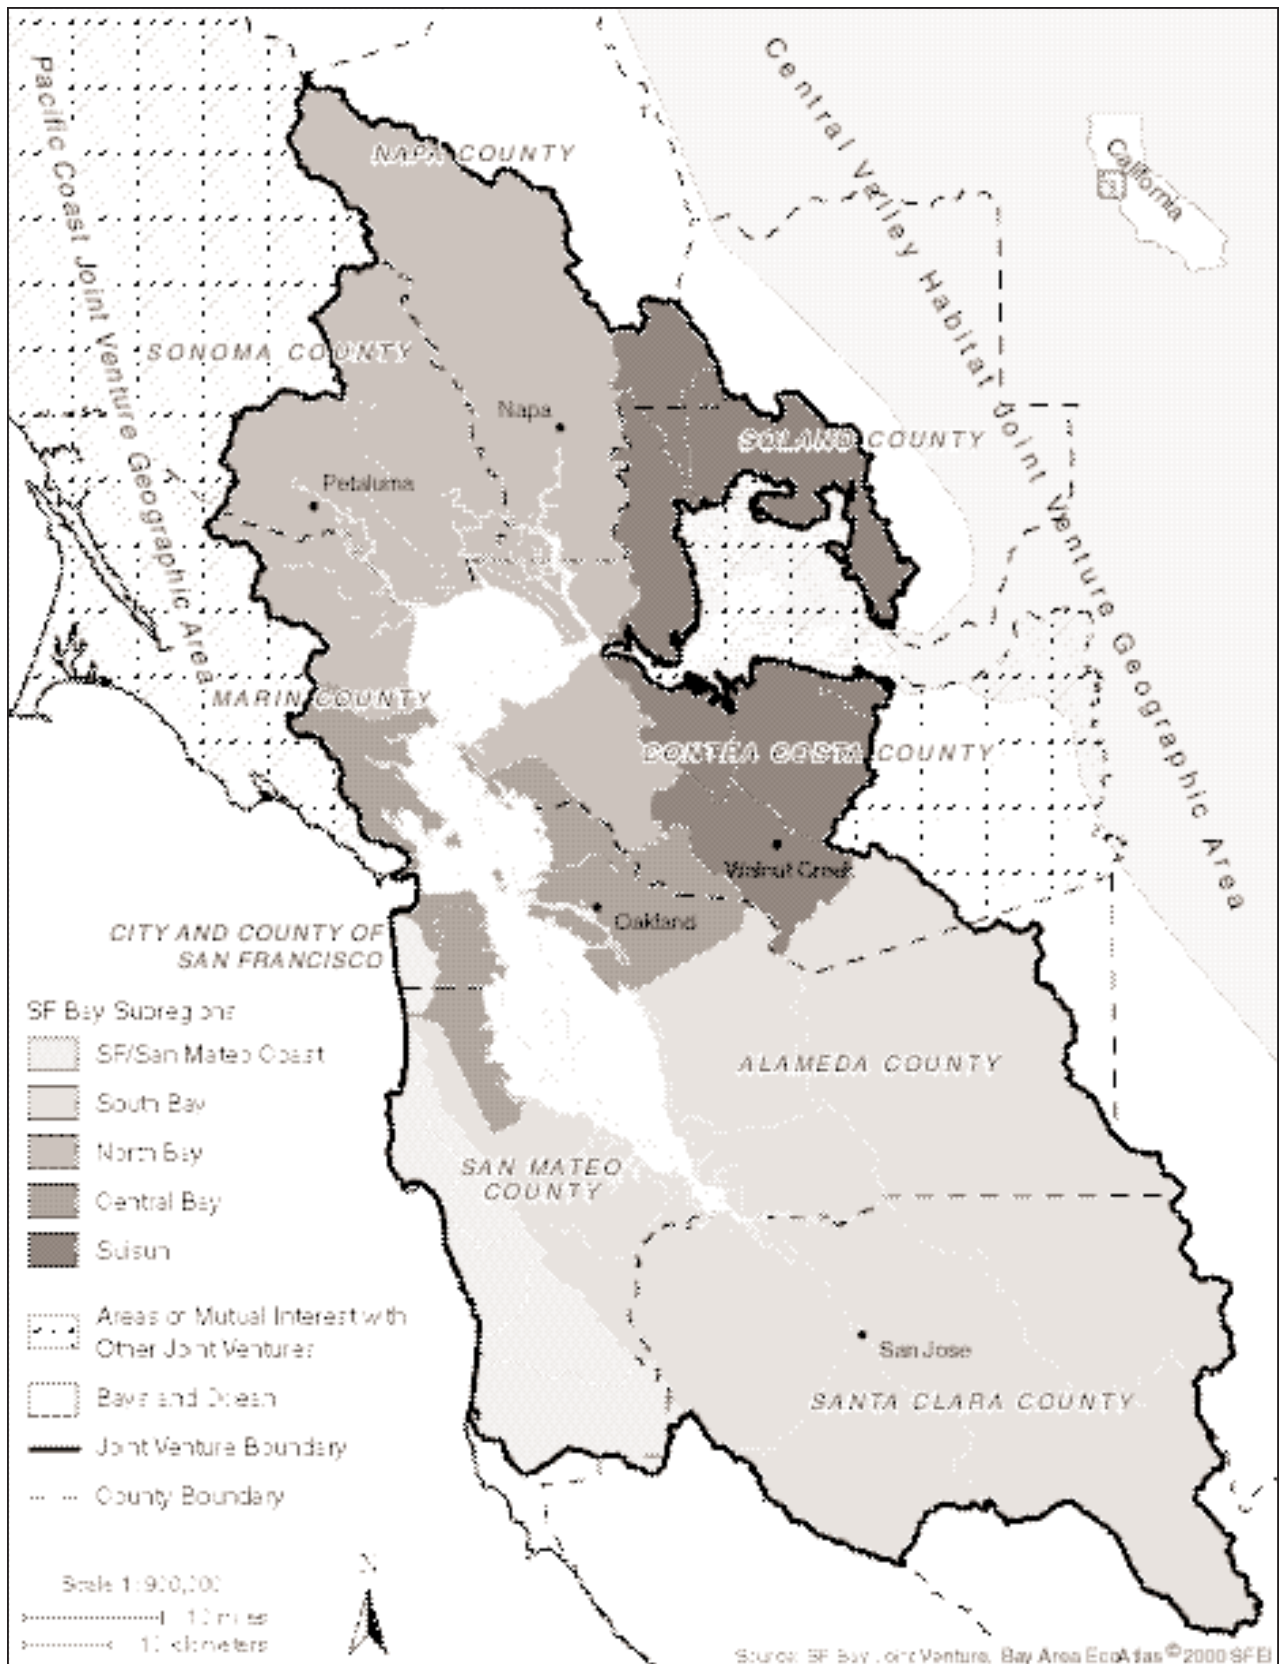 Pacific Coast Joint Venture Geographic Area
Central Valley Habitat Joint Venture Geographic Area
California
NAPA COUNTY
SONOMA COUNTY
Napa
SOLANO COUNTY
Petaluma
MARIN COUNTY
CONTRA COSTA COUNTY
Walnut Creek
Oakland
CITY AND COUNTY OF
SAN FRANCISCO
ALAMEDA COUNTY
SAN MATEO
COUNTY
San Jose
SANTA CLARA COUNTY
SF Bay Subregions
SF/San Mateo Coast
South Bay
North Bay
Central Bay
Suisun
Areas of Mutual Interest with
Other Joint Ventures
Bays and Ocean
Joint Venture Boundary
County Boundary
N
Scale 1:900,000
10 miles
10 kilometers
Source: SF Bay Joint Venture, Bay Area EcoAtlas © 2000 SFEI